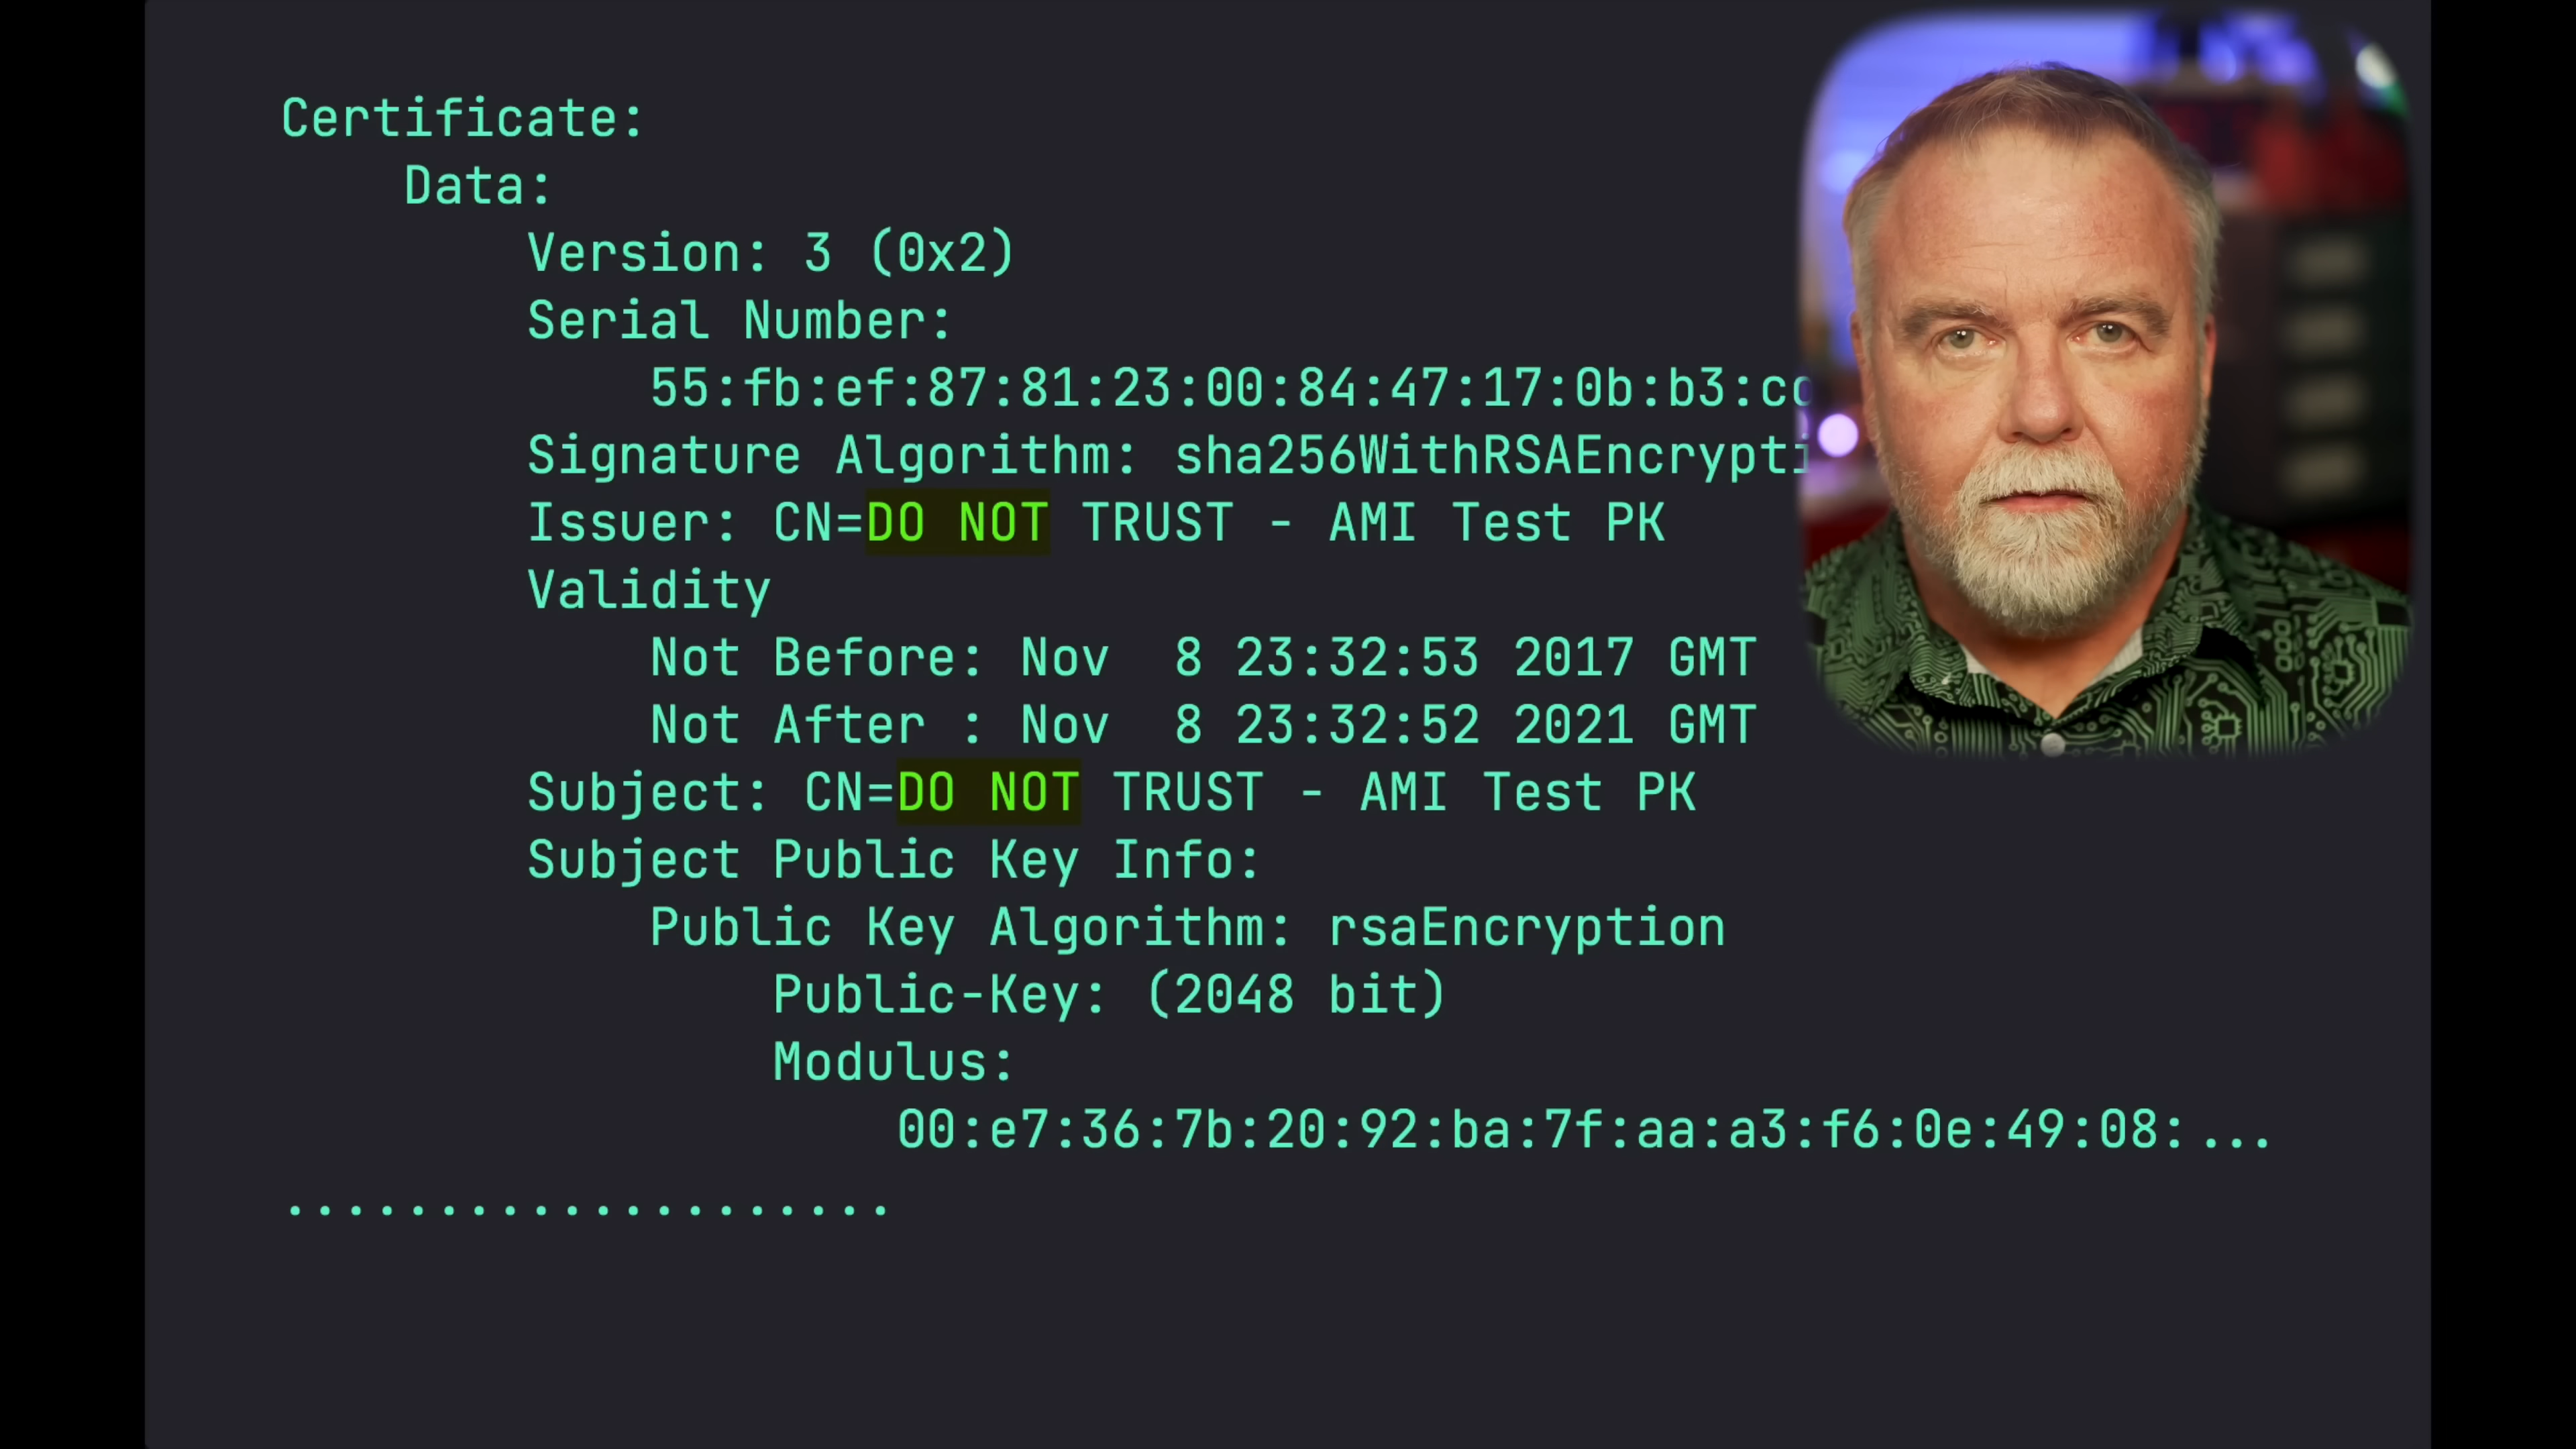 Certificate:
Data:
Version: 3 (0x2)
Serial Number:
55:fb:ef:87:81:23:00:84:47:17:0b:b3:
Signature Algorithm:
Issuer: CN=DO NOT TRUST - AMI Test PK
Validity
Not Before: Nov  8 23:32:53 2017 GMT
Not After : Nov  8 23:32:52 2021 GMT
Subject: CN=DO NOT TRUST - AMI Test PK
Subject Public Key Info:
Public Key Algorithm: rsaEncryption
Public-Key: (2048 bit)
Modulus:
00:e7:36:7b:20:92:ba:7f:aa:a3:f6:0e:49:08:...
....................